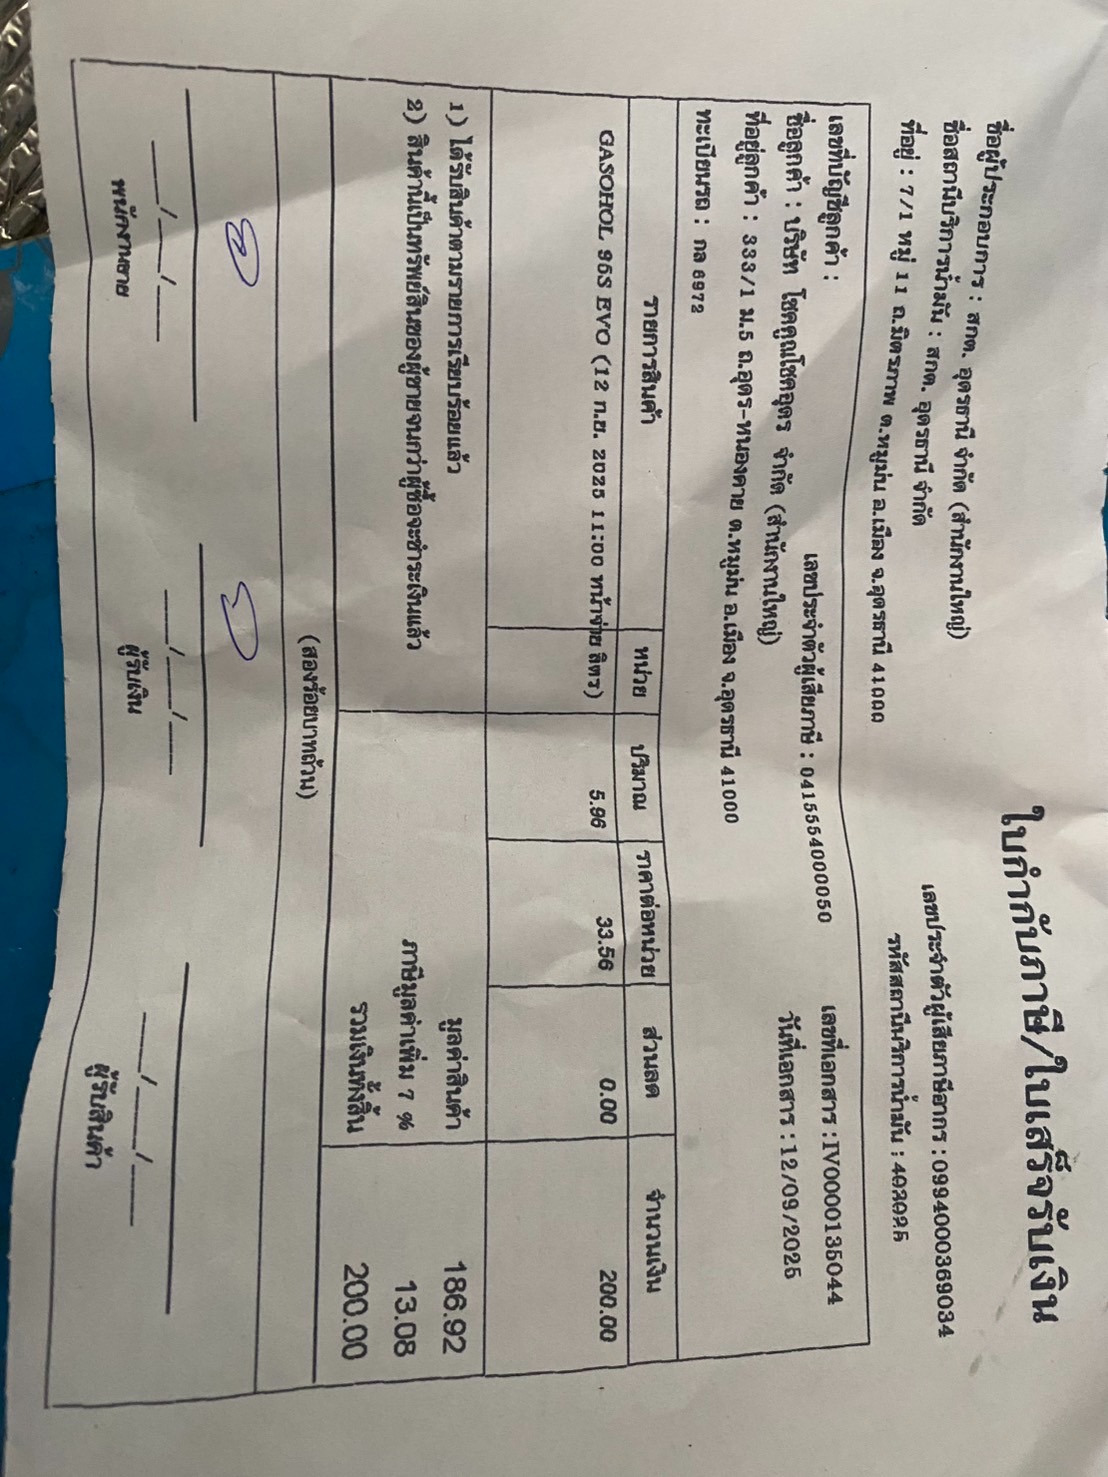 ใบกำกับภาษี/ใบเสร็จรับเงิน
ชื่อผู้ประกอบการ : สกต. อุดรธานี จำกัด (สำนักงานใหญ่) เลขประจำตัวผู้เสียภาษีอากร : 0994000369034
ชื่อสถานีบริการน้ำมัน : สกต. อุดรธานี จำกัด รหัสสถานีบริการน้ำมัน : 403025
ที่อยู่ : 7/1 หมู่ 11 ถ.มิตรภาพ ต.หมูม่น อ.เมือง จ.อุดรธานี 41000
เลขที่บัญชีลูกค้า : เลขประจำตัวผู้เสียภาษี : 0415554000050 เลขที่เอกสาร : IV0000135044
ชื่อลูกค้า : บริษัท โชคคูณโชคอุดร จำกัด (สำนักงานใหญ่) วันที่เอกสาร : 12/09/2025
ที่อยู่ลูกค้า : 333/1 ม.5 ถ.อุดร-หนองคาย ต.หมูม่น อ.เมือง จ.อุดรธานี 41000
ทะเบียนรถ : กล 6972
รายการสินค้า หน่วย ปริมาณ ราคาต่อหน่วย ส่วนลด จำนวนเงิน
GASOHOL 95S EVO (12 ก.ย. 2025 11:00 หน้าจ่าย ลิตร) 5.96 33.56 0.00 200.00
1) ได้รับสินค้าตามรายการเรียบร้อยแล้ว มูลค่าสินค้า 186.92
2) สินค้านี้เป็นทรัพย์สินของผู้ขายจนกว่าผู้ซื้อจะชำระเงินแล้ว ภาษีมูลค่าเพิ่ม 7 % 13.08
รวมเงินทั้งสิ้น 200.00
(สองร้อยบาทถ้วน)
___/___/___ ___/___/___ ___/___/___
พนักงานขาย ผู้รับเงิน ผู้รับสินค้า